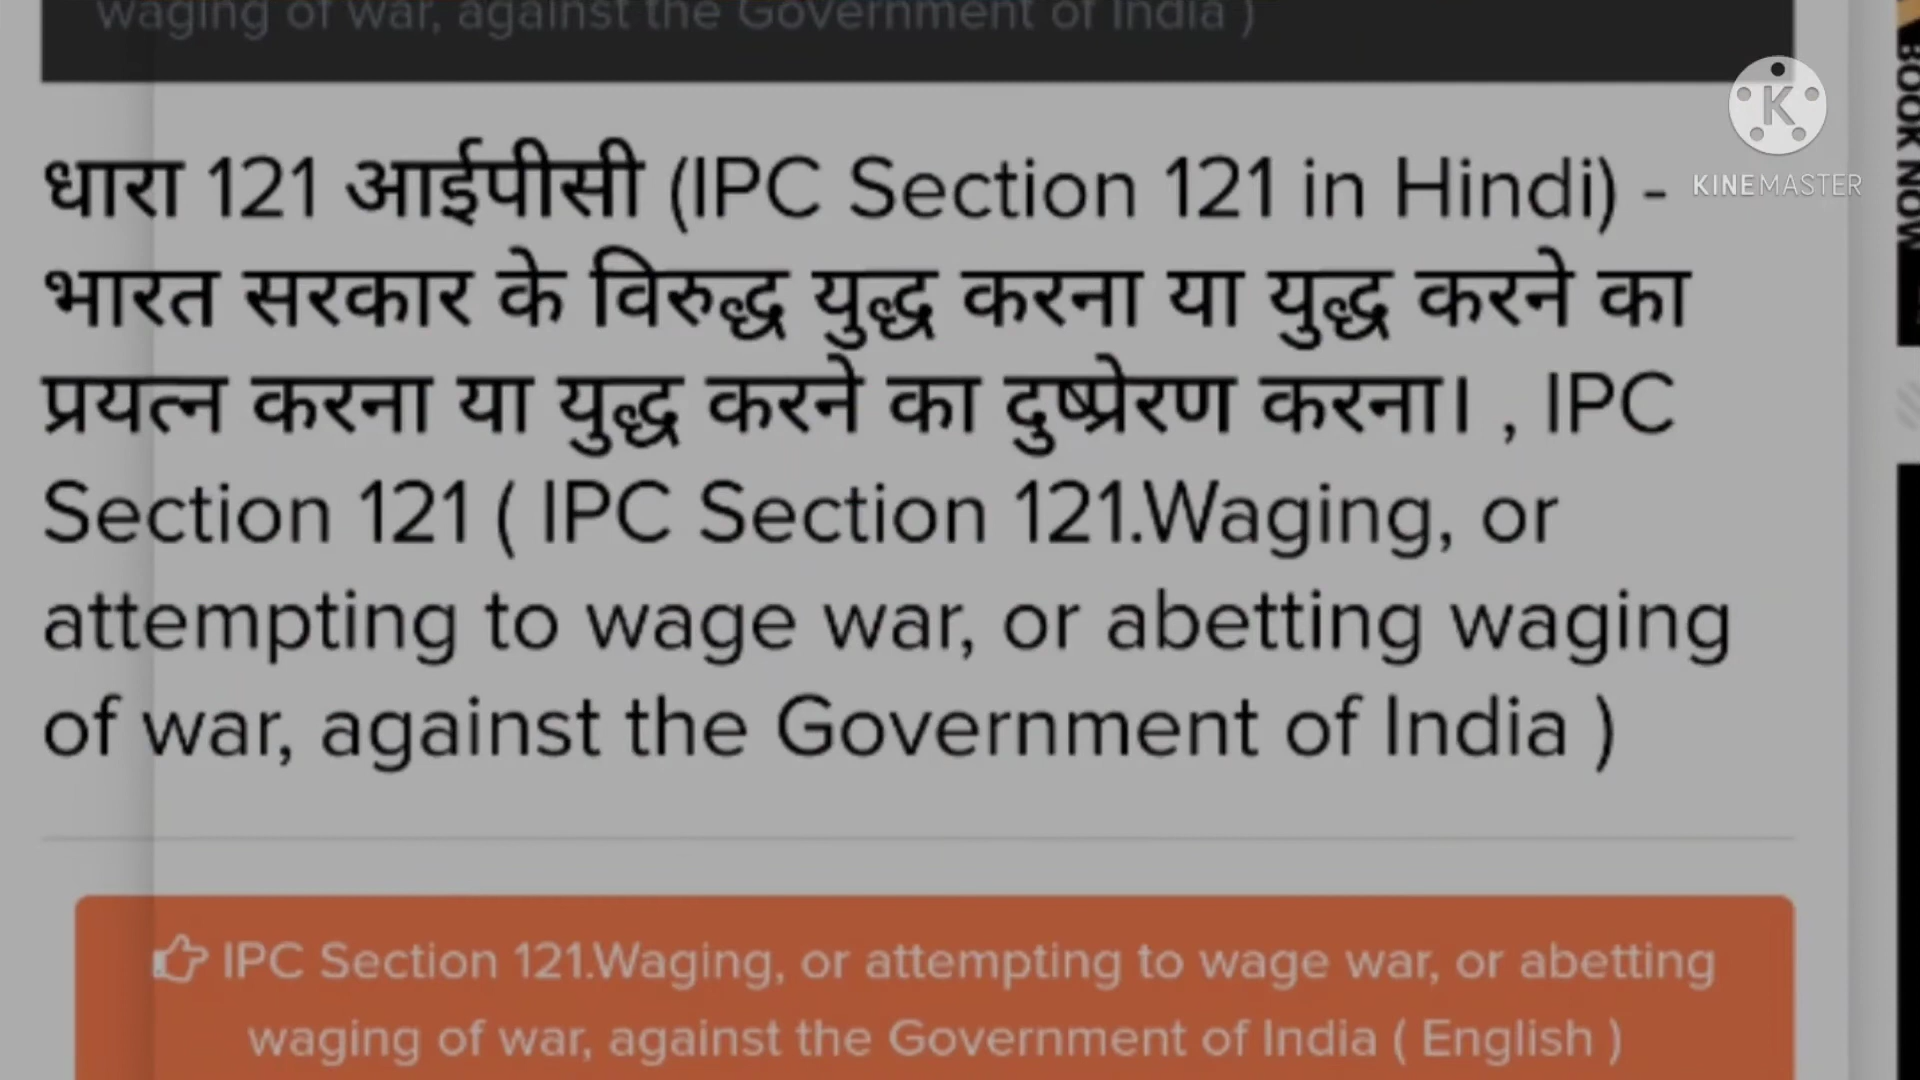 waging of war, against the Government of India )
धारा 121 आईपीसी (IPC Section 121 in Hindi) -
भारत सरकार के विरुद्ध युद्ध करना या युद्ध करने का
प्रयत्न करना या युद्ध करने का दुष्प्रेरण करना। , IPC
Section 121 ( IPC Section 121.Waging, or
attempting to wage war, or abetting waging
of war, against the Government of India )
IPC Section 121.Waging, or attempting to wage war, or abetting
waging of war, against the Government of India ( English )
K
KINEMASTER
BOOK NOW